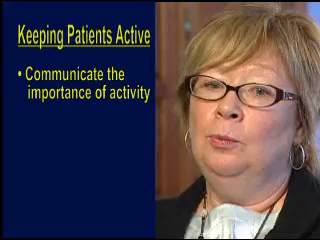 Keeping Patients Active
• Communicate the
importance of activity